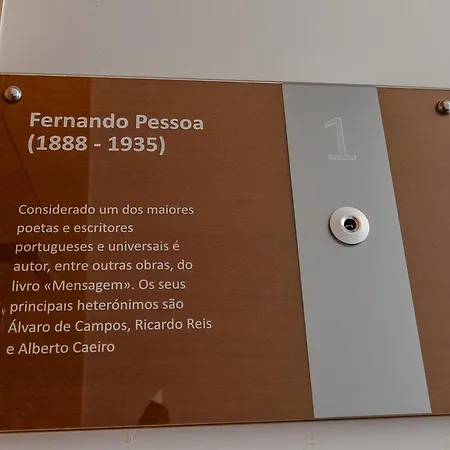 Fernando Pessoa
(1888 - 1935)
1
Considerado um dos maiores
poetas e escritores
portugueses e universais é
autor, entre outras obras, do
livro «Mensagem». Os seus
principais heterónimos são
Álvaro de Campos, Ricardo Reis
e Alberto Caeiro